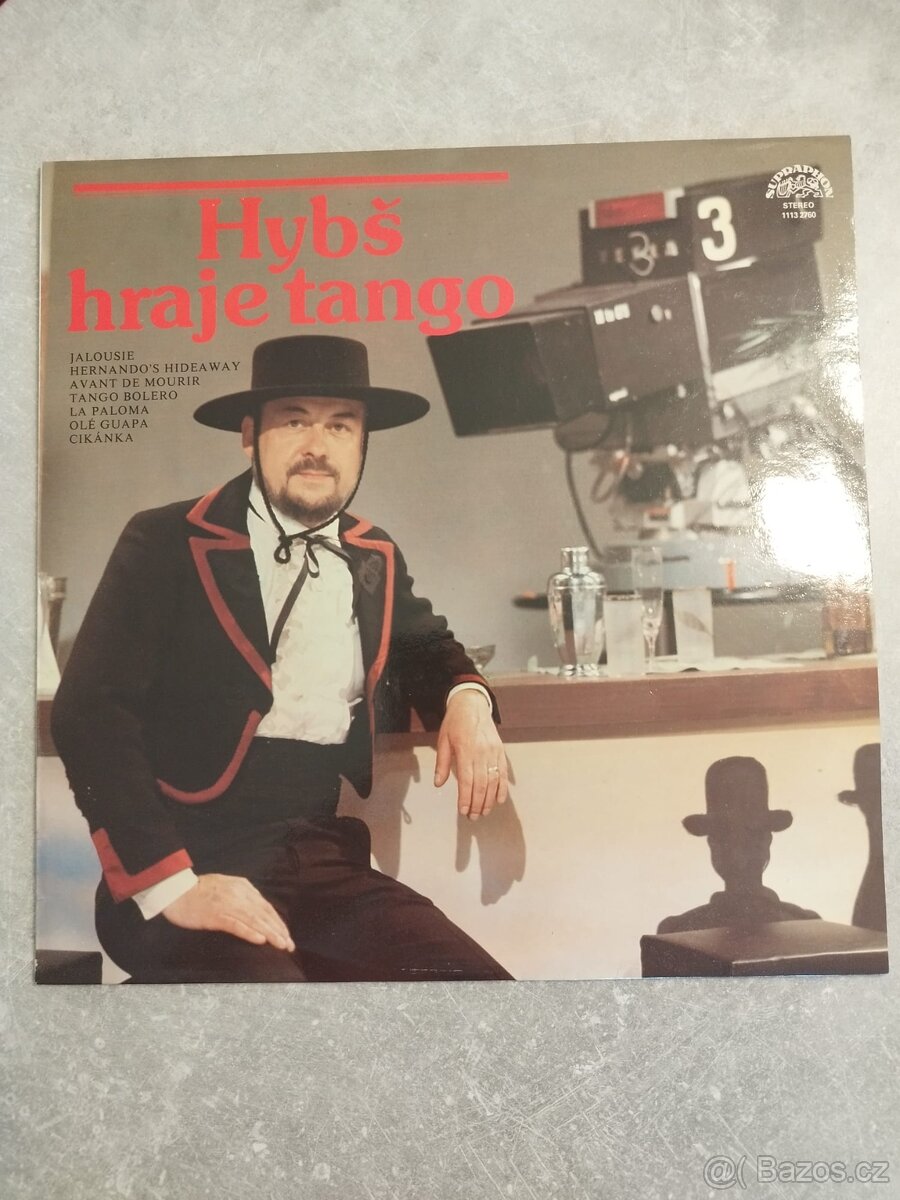 Hybš
hraje tango
JALOUSIE
HERNANDO'S HIDEAWAY
AVANT DE MOURIR
TANGO BOLERO
LA PALOMA
OLÉ GUAPA
CIKÁNKA
SUPRAPHON
STEREO
1113 2760
3
@( Bazos.cz